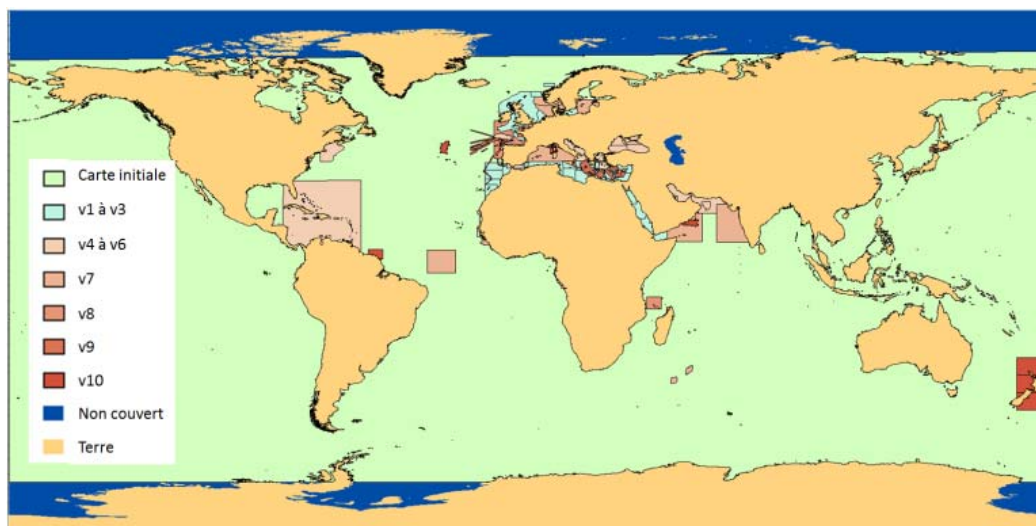 Carte initiale
v1 à v3
v4 à v6
v7
v8
v9
v10
Non couvert
Terre